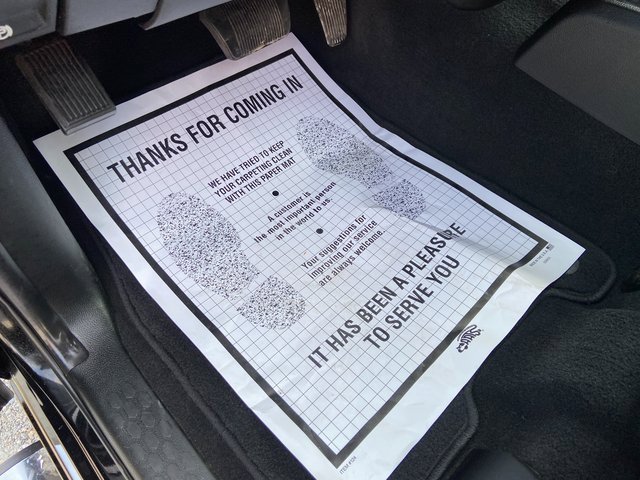 THANKS FOR COMING IN
WE HAVE TRIED TO KEEP
YOUR CARPETING CLEAN
WITH THIS PAPER MAT
A customer is
the most important person
in the world to us.
Your suggestions for
improving our service
are always welcome.
IT HAS BEEN A PLEASURE
TO SERVE YOU